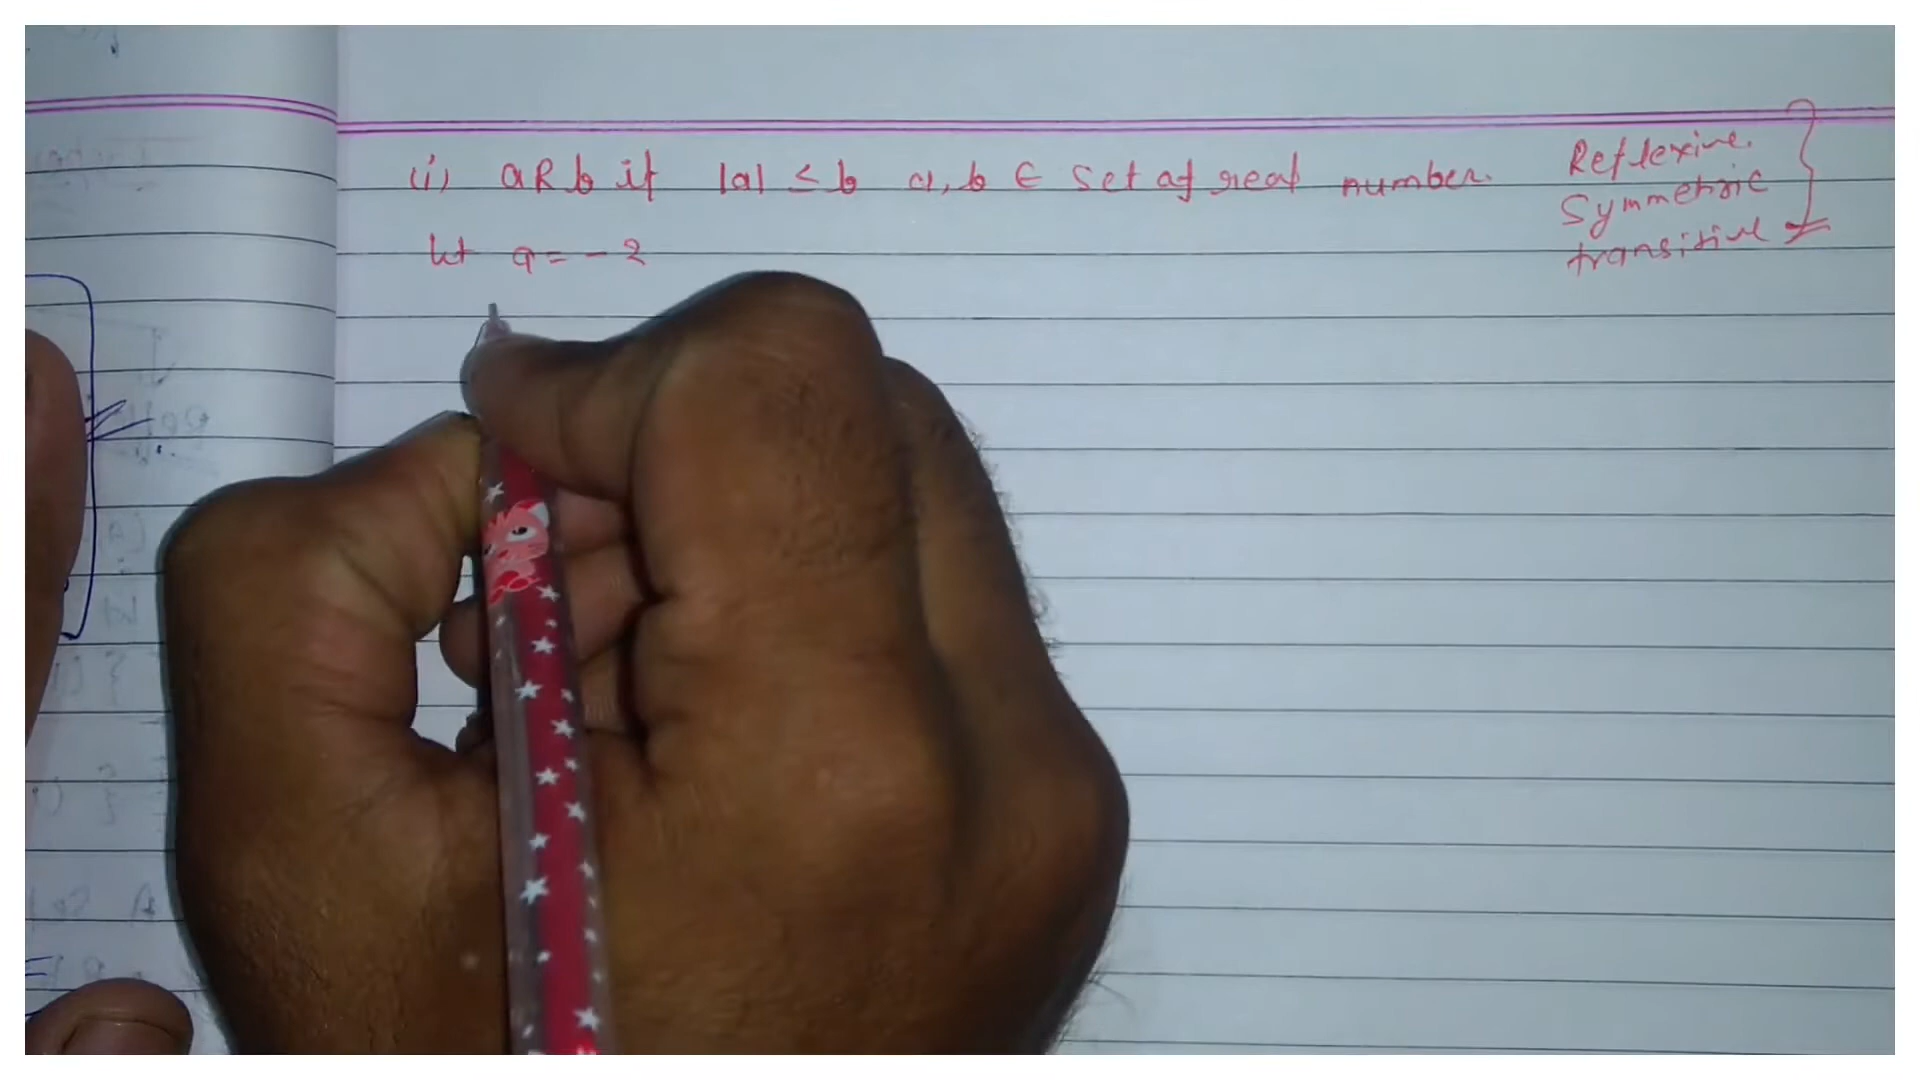 (i) aRb if |a| ≤ b a, b ∈ Set of real number.
let a = - 2
Reflexive.
Symmetric
transitive